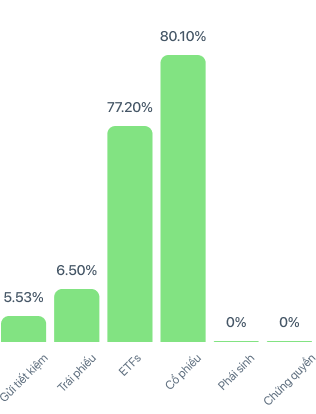 80.10%
77.20%
6.50%
5.53%
0%
0%
Gửi tiết kiệm
Trái phiếu
ETFs
Cổ phiếu
Phái sinh
Chứng quyền